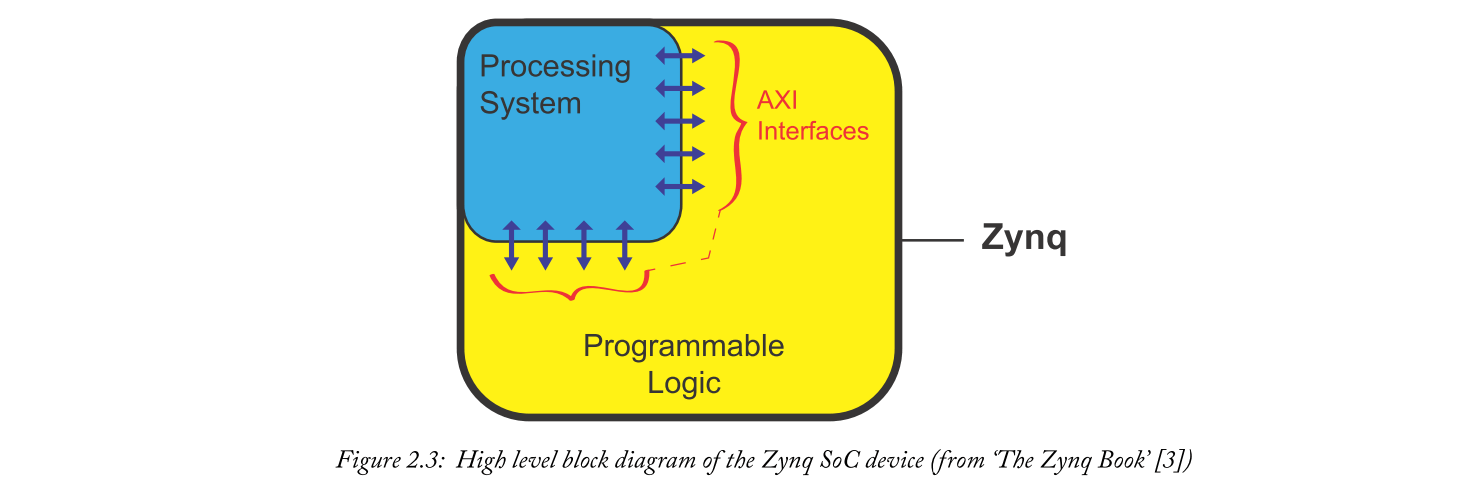 Processing
System
AXI
Interfaces
Zynq
Programmable
Logic
Figure 2.3: High level block diagram of the Zynq SoC device (from ‘The Zynq Book’ [3])